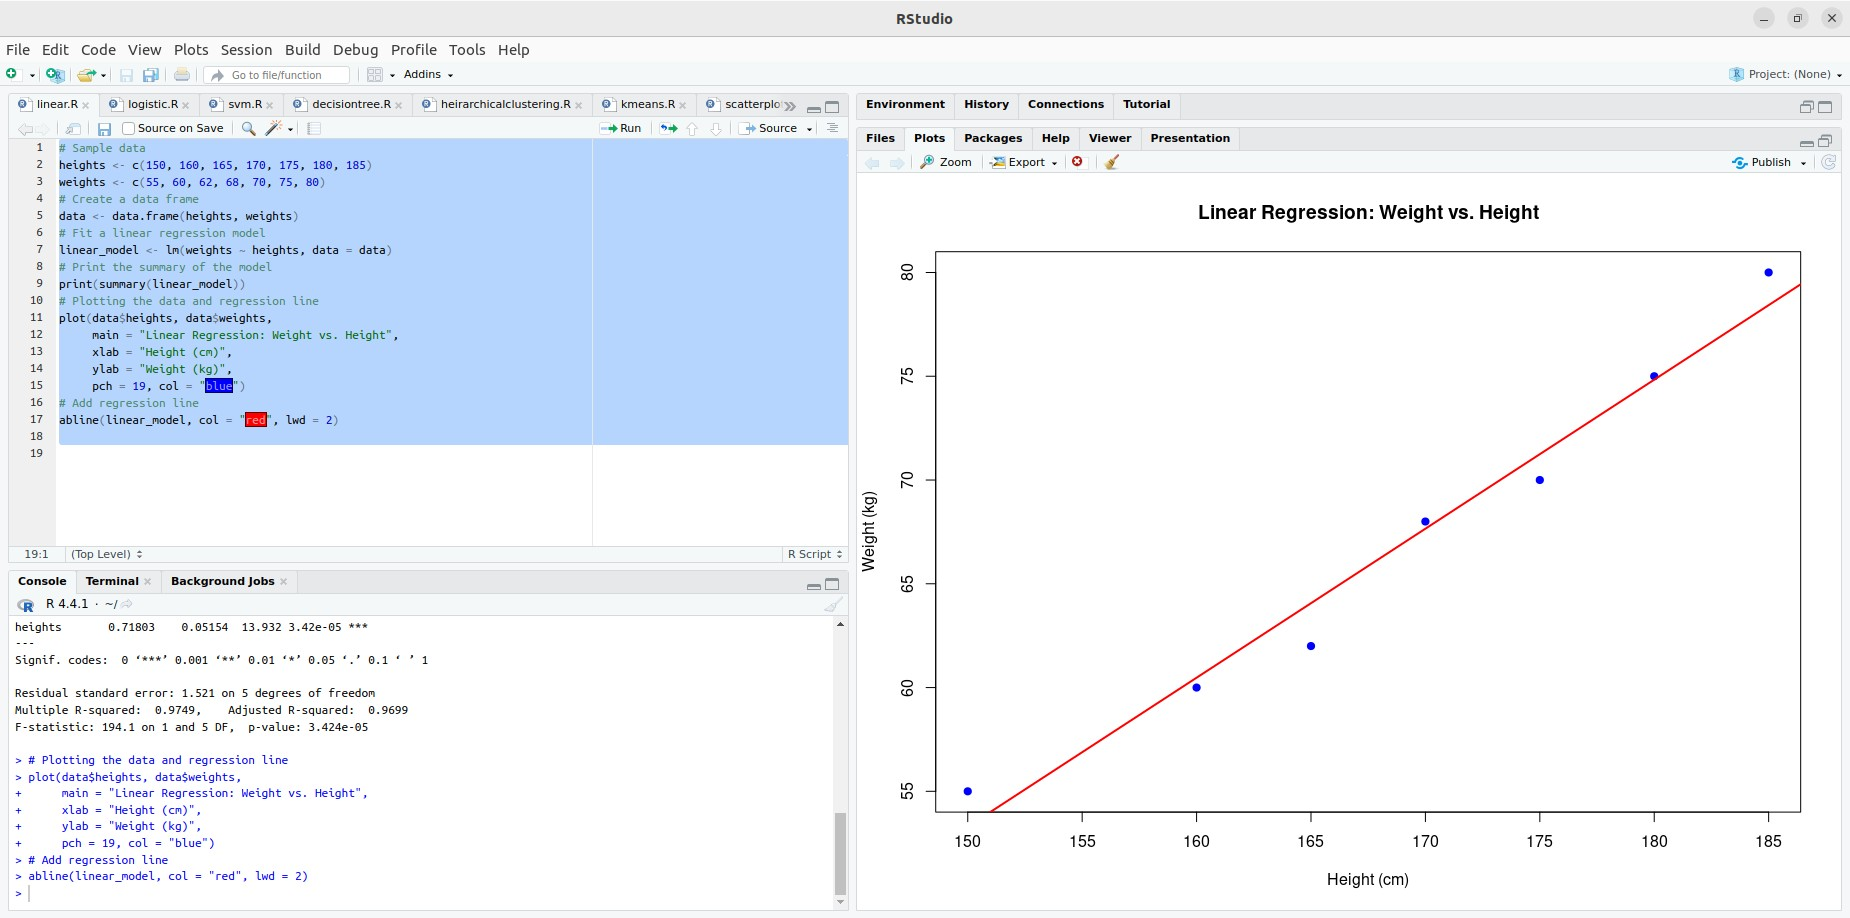 RStudio
File Edit Code View Plots Session Build Debug Profile Tools Help
Go to file/function Addins Project: (None)
linear.R logistic.R svm.R decisiontree.R heirarchicalclustering.R kmeans.R scatterplo
Source on Save Run Source
1 # Sample data
2 heights <- c(150, 160, 165, 170, 175, 180, 185)
3 weights <- c(55, 60, 62, 68, 70, 75, 80)
4 # Create a data frame
5 data <- data.frame(heights, weights)
6 # Fit a linear regression model
7 linear_model <- lm(weights ~ heights, data = data)
8 # Print the summary of the model
9 print(summary(linear_model))
10 # Plotting the data and regression line
11 plot(data$heights, data$weights,
12      main = "Linear Regression: Weight vs. Height",
13      xlab = "Height (cm)",
14      ylab = "Weight (kg)",
15      pch = 19, col = "blue")
16 # Add regression line
17 abline(linear_model, col = "red", lwd = 2)
18
19
19:1 (Top Level) R Script
Console Terminal Background Jobs
R R 4.4.1 · ~/
heights       0.71803    0.05154  13.932 3.42e-05 ***
---
Signif. codes:  0 ‘***’ 0.001 ‘**’ 0.01 ‘*’ 0.05 ‘.’ 0.1 ‘ ’ 1
Residual standard error: 1.521 on 5 degrees of freedom
Multiple R-squared:  0.9749,    Adjusted R-squared:  0.9699
F-statistic: 194.1 on 1 and 5 DF,  p-value: 3.424e-05
> # Plotting the data and regression line
> plot(data$heights, data$weights,
+      main = "Linear Regression: Weight vs. Height",
+      xlab = "Height (cm)",
+      ylab = "Weight (kg)",
+      pch = 19, col = "blue")
> # Add regression line
> abline(linear_model, col = "red", lwd = 2)
>
Environment History Connections Tutorial
Files Plots Packages Help Viewer Presentation
Zoom Export Publish
Linear Regression: Weight vs. Height
80
75
70
65
60
55
Weight (kg)
150 155 160 165 170 175 180 185
Height (cm)